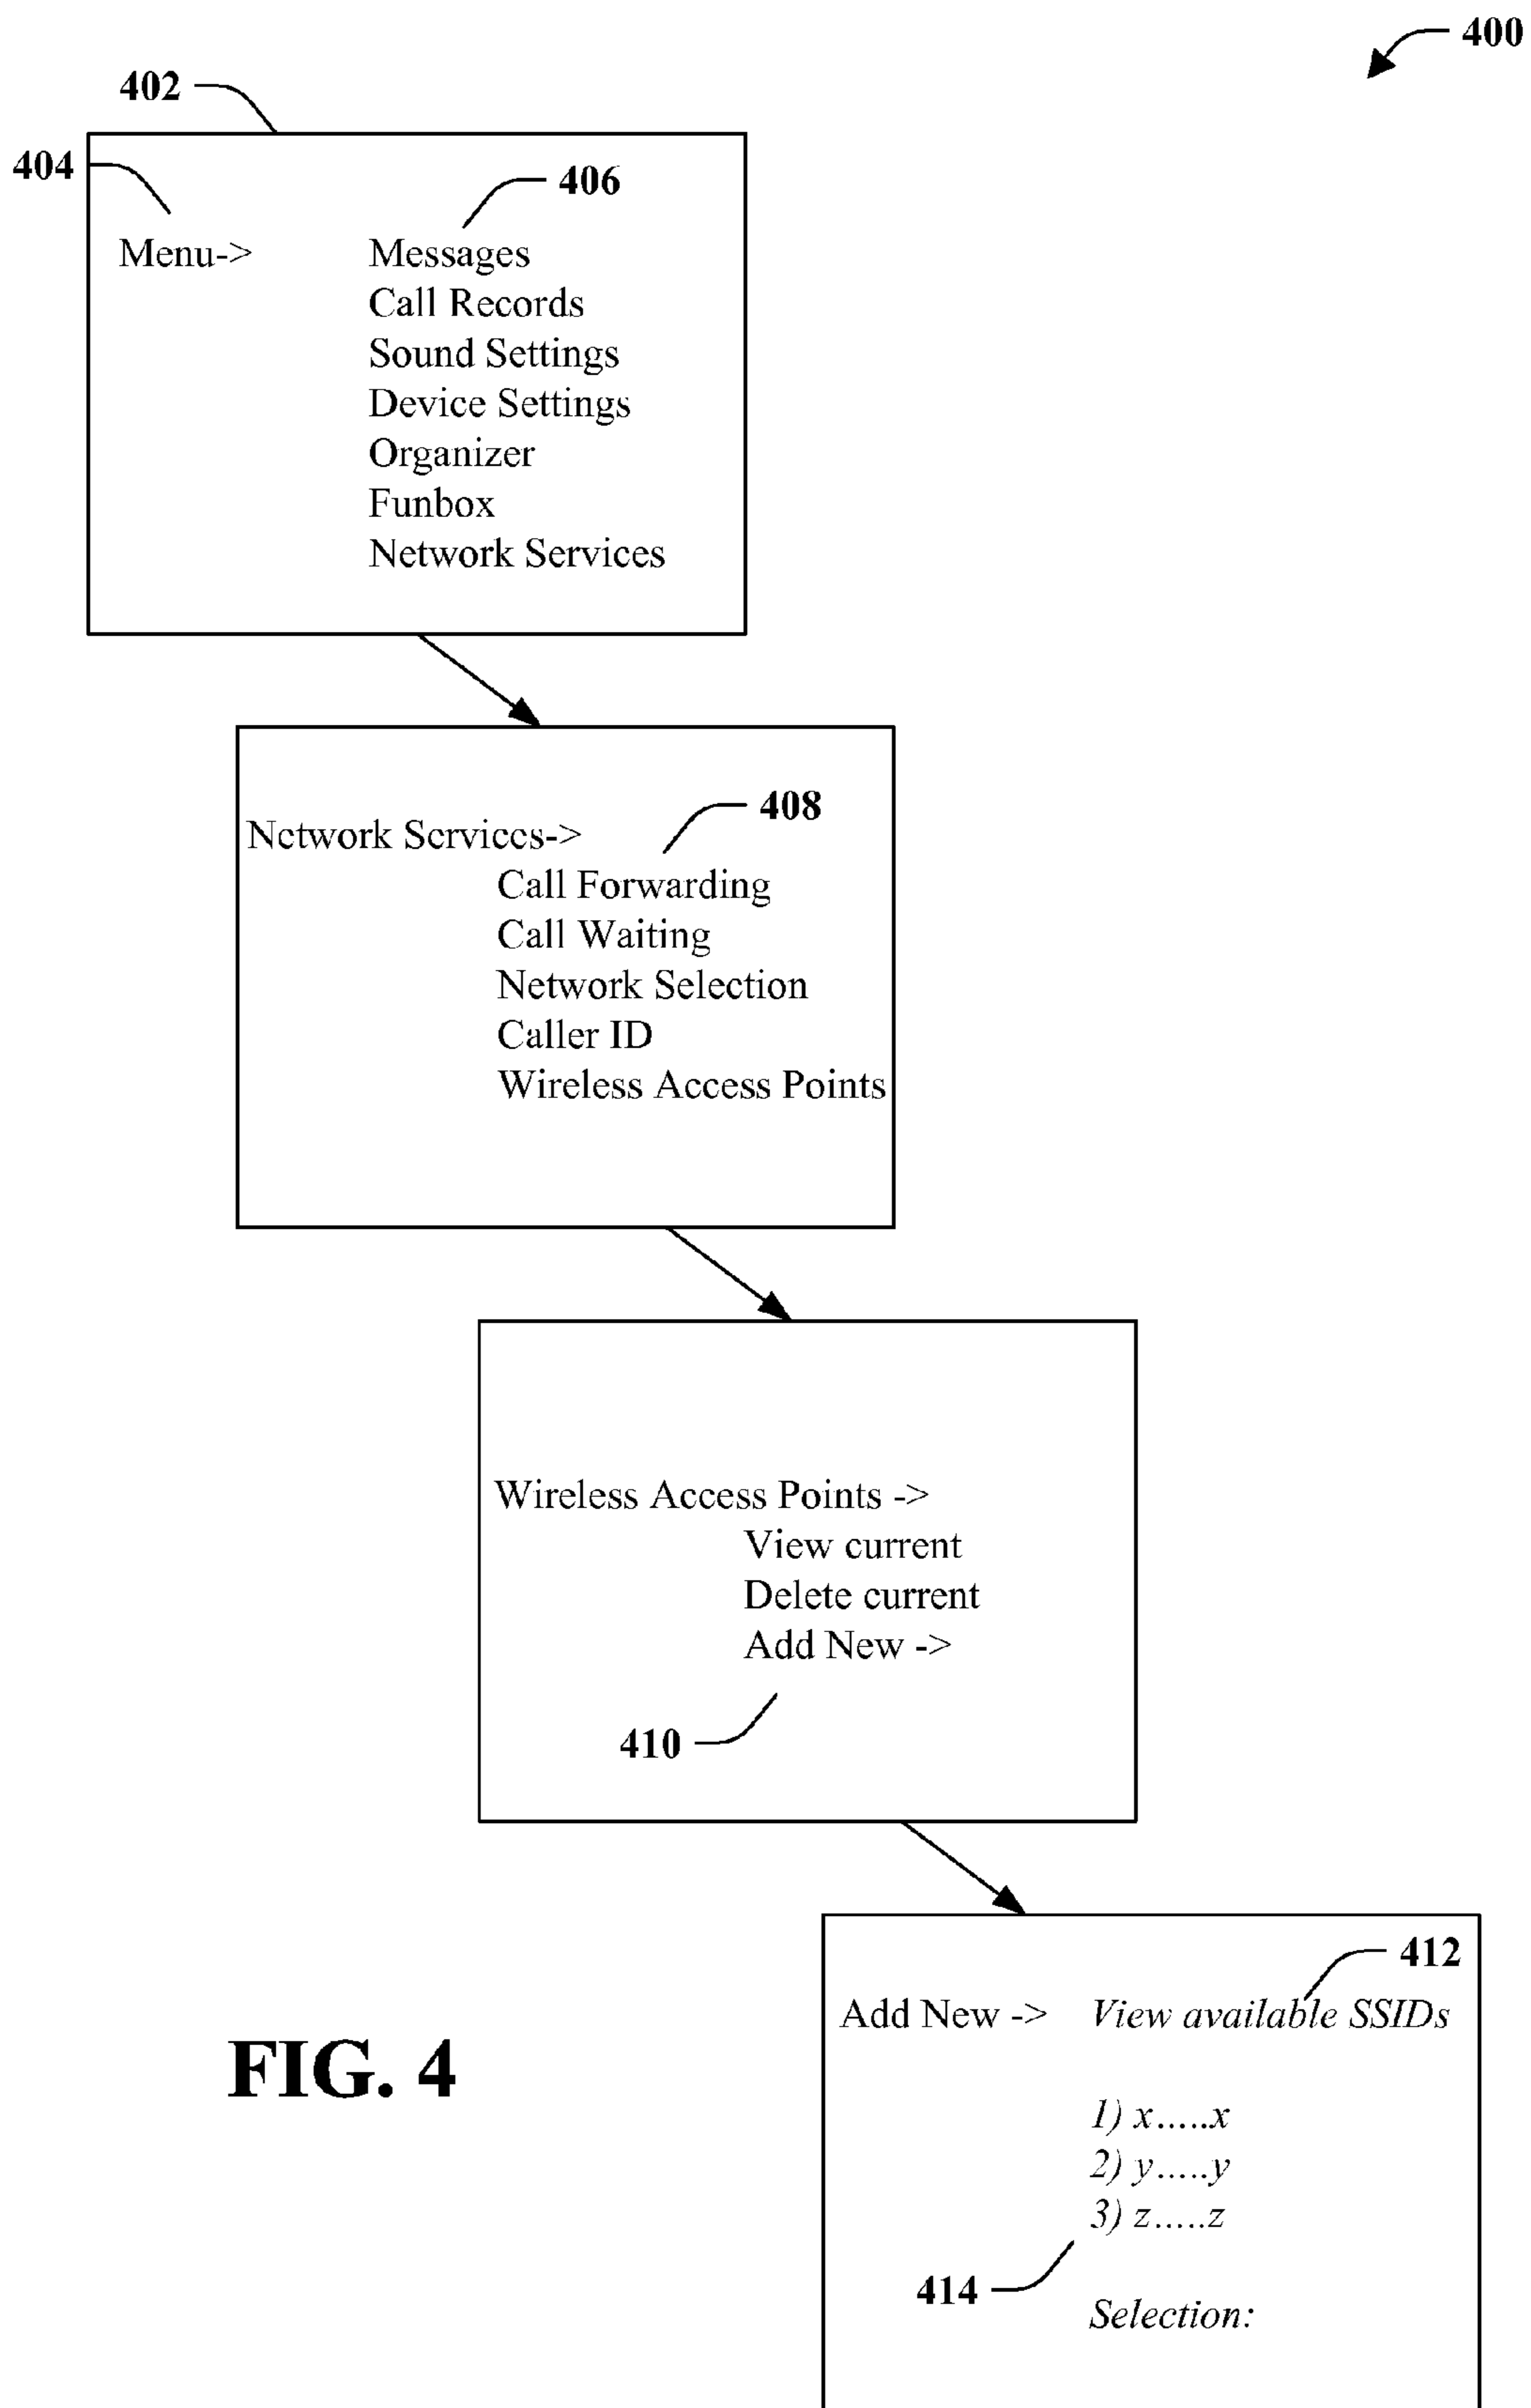 400
402
404
406
Menu-> Messages
Call Records
Sound Settings
Device Settings
Organizer
Funbox
Network Services
408
Network Services->
Call Forwarding
Call Waiting
Network Selection
Caller ID
Wireless Access Points
Wireless Access Points ->
View current
Delete current
Add New ->
410
412
Add New -> View available SSIDs
1) x.....x
2) y.....y
3) z.....z
414
Selection:
FIG. 4